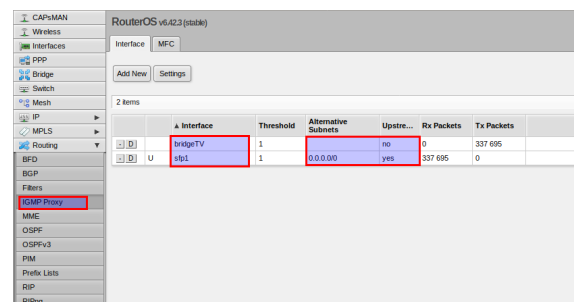 CAPsMAN
Wireless
Interfaces
PPP
Bridge
Switch
Mesh
IP
MPLS
Routing
BFD
BGP
Filters
IGMP Proxy
MME
OSPF
OSPFv3
PIM
Prefix Lists
RIP
RIPng
RouterOS v6.42.3 (stable)
Interface MFC
Add New Settings
2 items
▲ Interface Threshold Alternative Subnets Upstre... Rx Packets Tx Packets
- D bridgeTV 1 no 0 337 695
- D U sfp1 1 0.0.0.0/0 yes 337 695 0